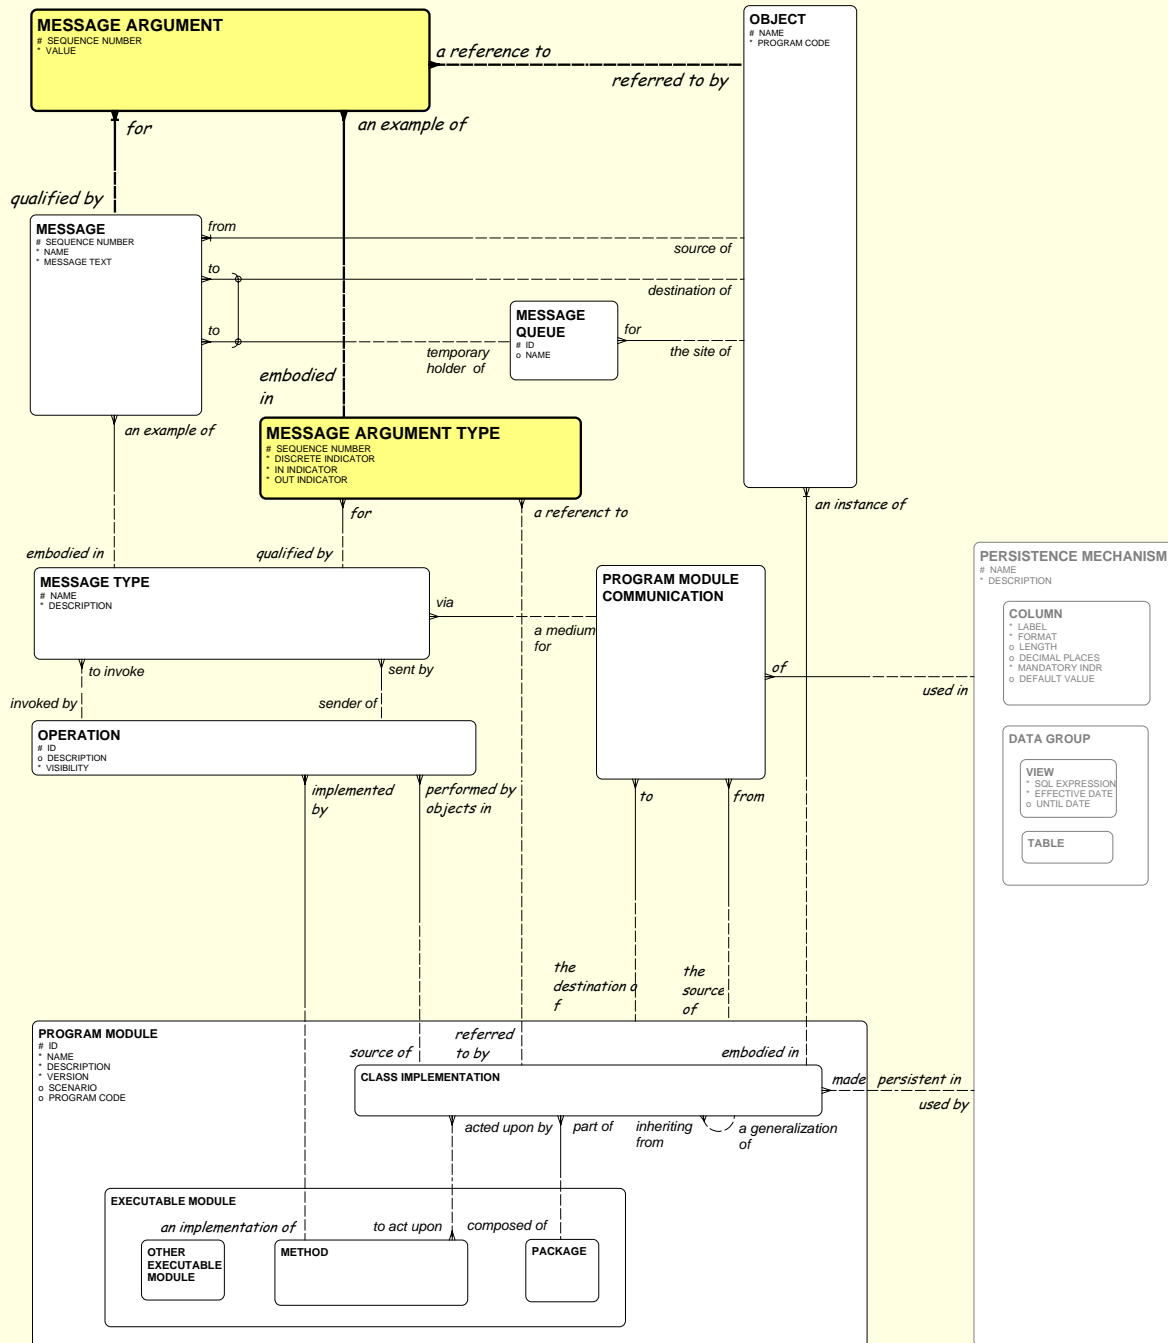 MESSAGE ARGUMENT
# SEQUENCE NUMBER
* VALUE
OBJECT
# NAME
* PROGRAM CODE
a reference to
referred to by
for
an example of
qualified by
MESSAGE
# SEQUENCE NUMBER
* NAME
* MESSAGE TEXT
from
source of
to
destination of
MESSAGE
QUEUE
# ID
o NAME
to
for
temporary
holder of
the site of
embodied
in
an example of
MESSAGE ARGUMENT TYPE
# SEQUENCE NUMBER
* DISCRETE INDICATOR
* IN INDICATOR
* OUT INDICATOR
an instance of
for
a referenct to
embodied in
qualified by
MESSAGE TYPE
# NAME
* DESCRIPTION
PROGRAM MODULE
COMMUNICATION
PERSISTENCE MECHANISM
# NAME
* DESCRIPTION
COLUMN
* LABEL
* FORMAT
o LENGTH
o DECIMAL PLACES
* MANDATORY INDR
o DEFAULT VALUE
via
a medium
for
to invoke
sent by
of
used in
invoked by
sender of
OPERATION
# ID
o DESCRIPTION
* VISIBILITY
DATA GROUP
VIEW
* SQL EXPRESSION
* EFFECTIVE DATE
o UNTIL DATE
TABLE
implemented
by
performed by
objects in
to
from
the
destination o
f
the
source
of
PROGRAM MODULE
# ID
* NAME
* DESCRIPTION
* VERSION
o SCENARIO
o PROGRAM CODE
source of
referred
to by
embodied in
CLASS IMPLEMENTATION
made persistent in
used by
acted upon by
part of
inheriting
from
a generalization
of
EXECUTABLE MODULE
an implementation of
to act upon
composed of
OTHER
EXECUTABLE
MODULE
METHOD
PACKAGE